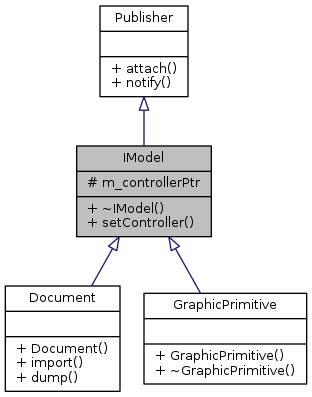 Publisher
+ attach()
+ notify()
IModel
# m_controllerPtr
+ ~IModel()
+ setController()
Document
+ Document()
+ import()
+ dump()
GraphicPrimitive
+ GraphicPrimitive()
+ ~GraphicPrimitive()